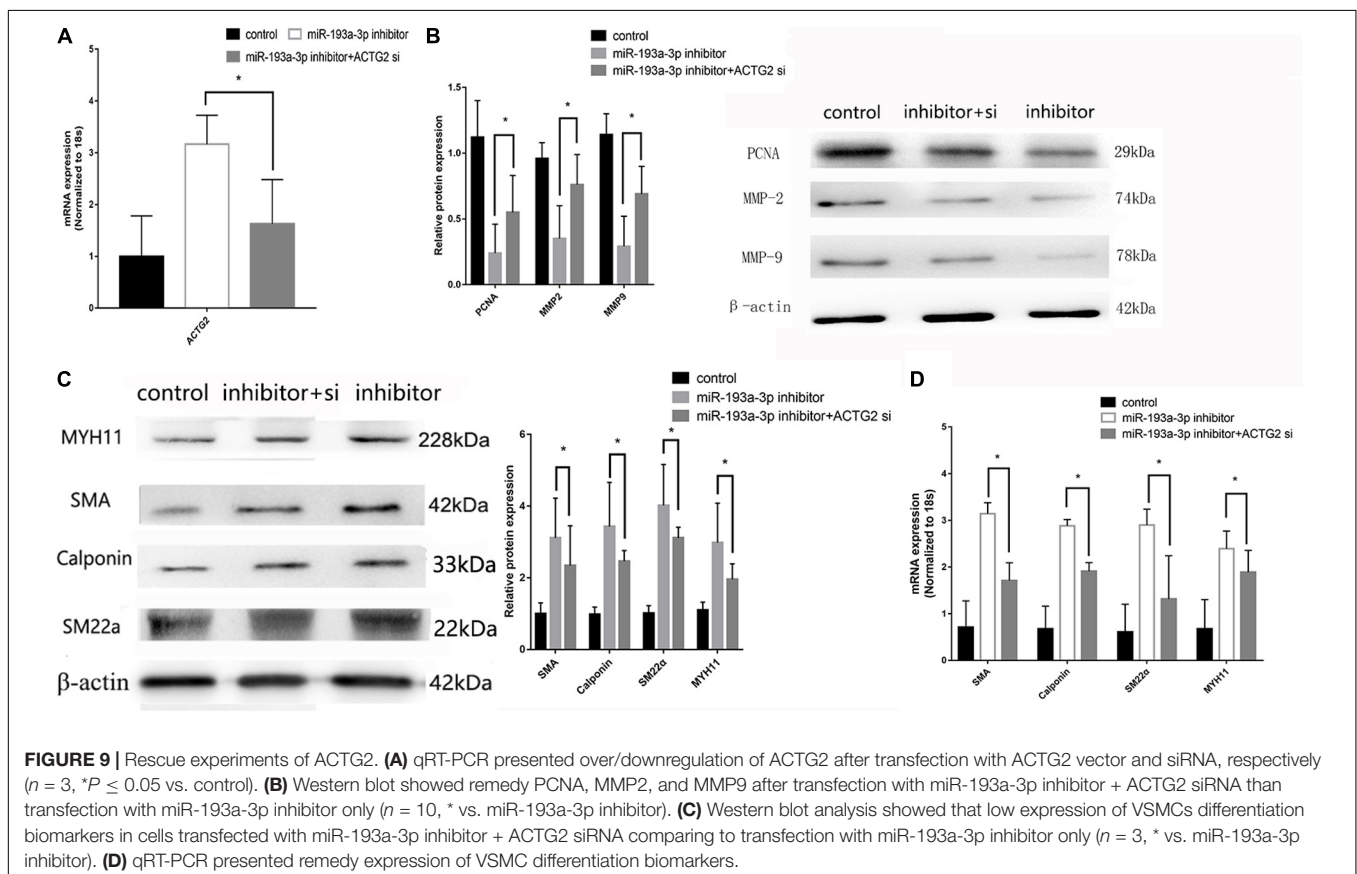 A
control
miR-193a-3p inhibitor
miR-193a-3p inhibitor+ACTG2 si
mRNA expression
(Normalized to 18s)
5
4
3
2
1
0
*
ACTG2
B
control
miR-193a-3p inhibitor
miR-193a-3p inhibitor+ACTG2 si
Relative protein expression
1.5
1.0
0.5
0.0
* * *
PCNA MMP2 MMP9
control inhibitor+si inhibitor
PCNA 29kDa
MMP-2 74kDa
MMP-9 78kDa
β-actin 42kDa
C
control inhibitor+si inhibitor
MYH11 228kDa
SMA 42kDa
Calponin 33kDa
SM22a 22kDa
β-actin 42kDa
control
miR-193a-3p inhibitor
miR-193a-3p inhibitor+ACTG2 si
Relative protein expression
6
4
2
0
* * * *
SMA Calponin SM22α MYH11
D
control
miR-193a-3p inhibitor
miR-193a-3p inhibitor+ACTG2 si
mRNA expression
(Normalized to 18s)
5
4
3
2
1
0
* * * *
SMA Calponin SM22α MYH11
FIGURE 9 | Rescue experiments of ACTG2. (A) qRT-PCR presented over/downregulation of ACTG2 after transfection with ACTG2 vector and siRNA, respectively
(n = 3, *P ≤ 0.05 vs. control). (B) Western blot showed remedy PCNA, MMP2, and MMP9 after transfection with miR-193a-3p inhibitor + ACTG2 siRNA than
transfection with miR-193a-3p inhibitor only (n = 10, * vs. miR-193a-3p inhibitor). (C) Western blot analysis showed that low expression of VSMCs differentiation
biomarkers in cells transfected with miR-193a-3p inhibitor + ACTG2 siRNA comparing to transfection with miR-193a-3p inhibitor only (n = 3, * vs. miR-193a-3p
inhibitor). (D) qRT-PCR presented remedy expression of VSMC differentiation biomarkers.